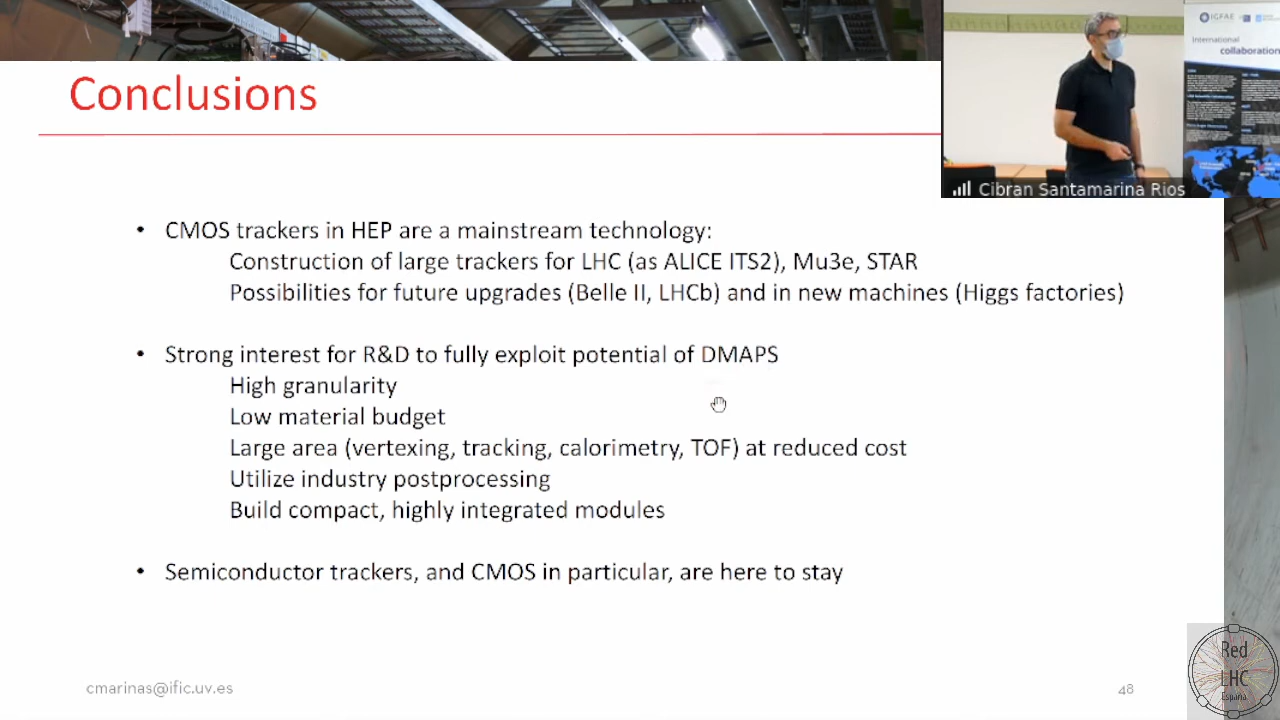 Conclusions
IGFAE
International
collaboration
Cibran Santamarina Rios
• CMOS trackers in HEP are a mainstream technology:
Construction of large trackers for LHC (as ALICE ITS2), Mu3e, STAR
Possibilities for future upgrades (Belle II, LHCb) and in new machines (Higgs factories)
• Strong interest for R&D to fully exploit potential of DMAPS
High granularity
Low material budget
Large area (vertexing, tracking, calorimetry, TOF) at reduced cost
Utilize industry postprocessing
Build compact, highly integrated modules
• Semiconductor trackers, and CMOS in particular, are here to stay
cmarinas@ific.uv.es
48
Red
LHC
España